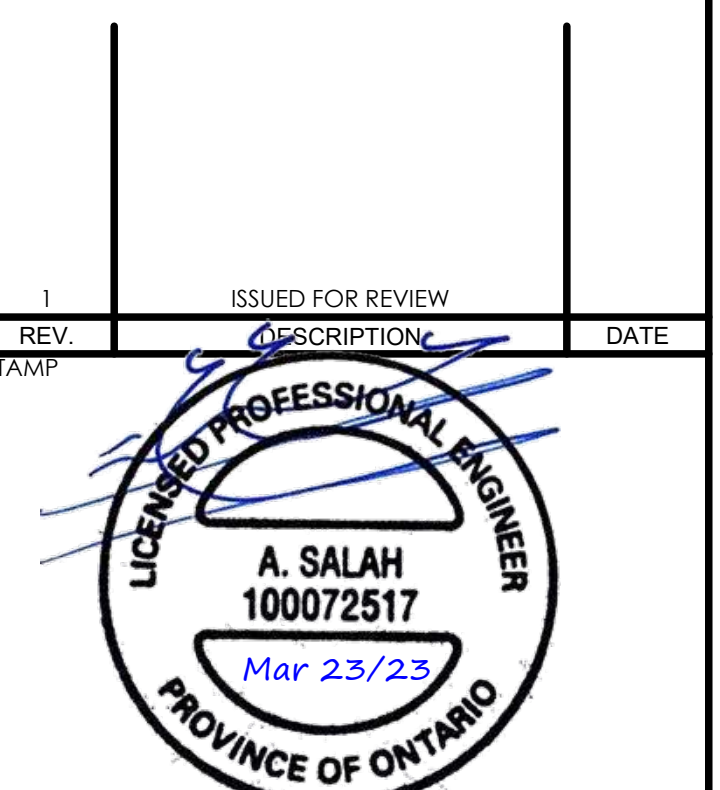 1 ISSUED FOR REVIEW
REV. DESCRIPTION DATE
TAMP
LICENSED PROFESSIONAL ENGINEER
A. SALAH
100072517
Mar 23/23
PROVINCE OF ONTARIO